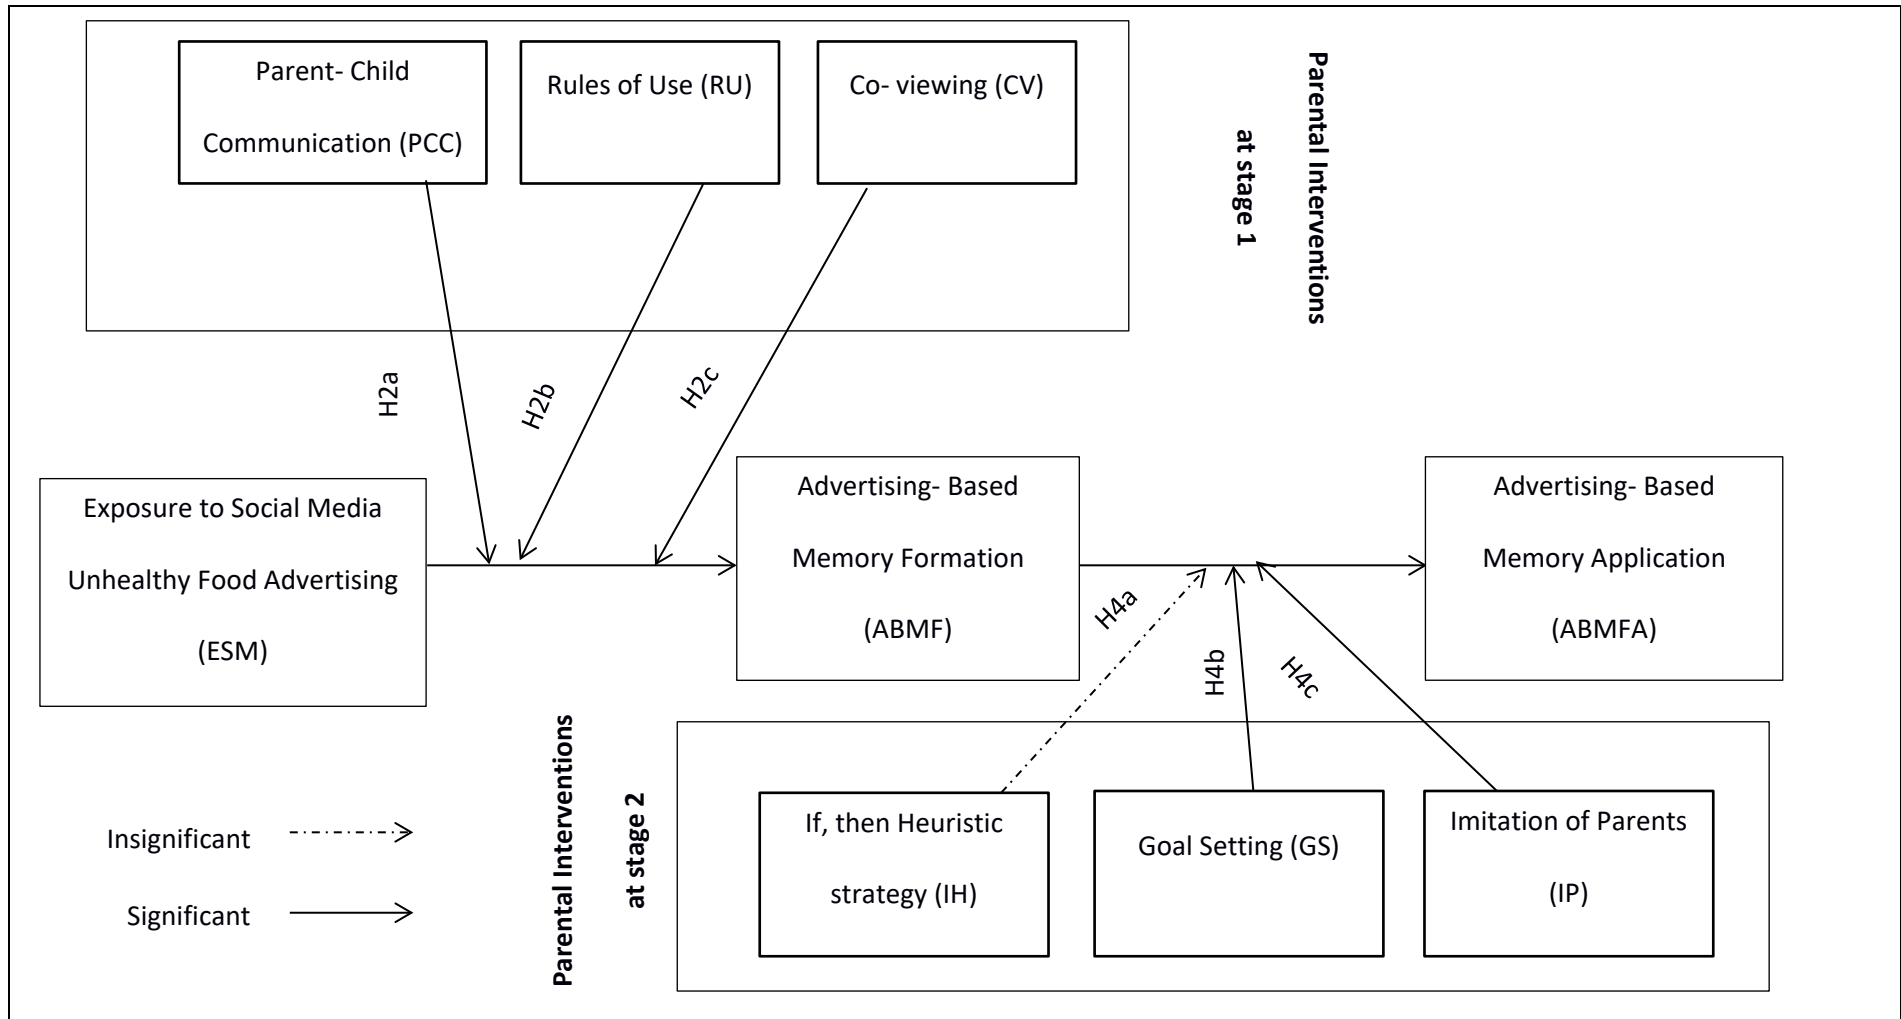 Parent- Child
Communication (PCC)
Rules of Use (RU)
Co- viewing (CV)
Parental Interventions
at stage 1
H2a
H2b
H2c
Exposure to Social Media
Unhealthy Food Advertising
(ESM)
Advertising- Based
Memory Formation
(ABMF)
Advertising- Based
Memory Application
(ABMFA)
H4a
H4b
H4c
Parental Interventions
at stage 2
If, then Heuristic
strategy (IH)
Goal Setting (GS)
Imitation of Parents
(IP)
Insignificant
Significant